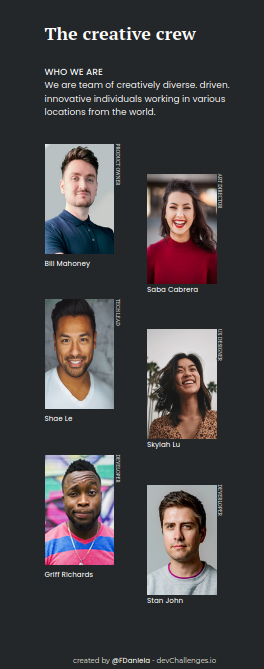 The creative crew
WHO WE ARE
We are team of creatively diverse. driven.
innovative individuals working in various
locations from the world.
PRODUCT OWNER
Bill Mahoney
ART DIRECTOR
Saba Cabrera
TECH LEAD
Shae Le
UX DESIGNER
Skylah Lu
DEVELOPER
Griff Richards
DEVELOPER
Stan John
created by @FDaniela - devChallenges.io